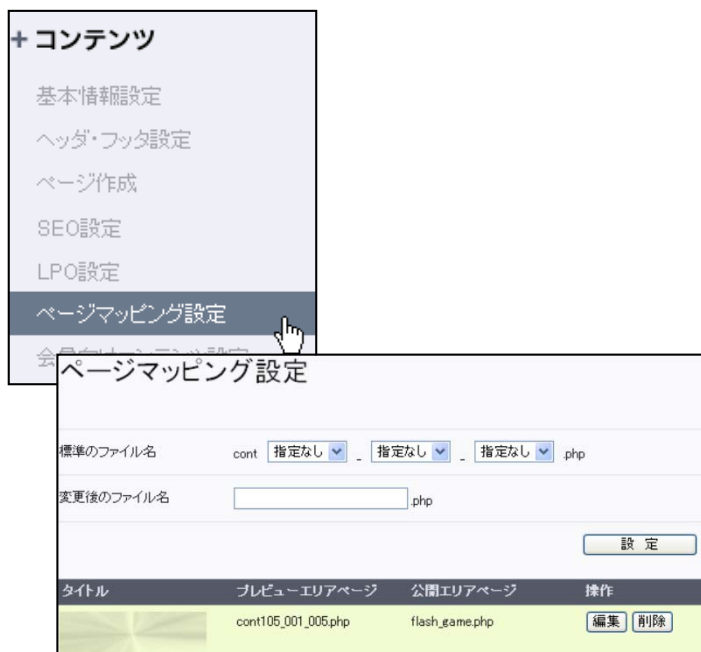 + コンテンツ
基本情報設定
ヘッダ・フッタ設定
ページ作成
SEO設定
LPO設定
ページマッピング設定
ページマッピング設定
標準のファイル名 cont 指定なし _ 指定なし _ 指定なし .php
変更後のファイル名 .php
設 定
タイトル プレビューエリアページ 公開エリアページ 操作
cont105_001_005.php flash_game.php 編集 削除